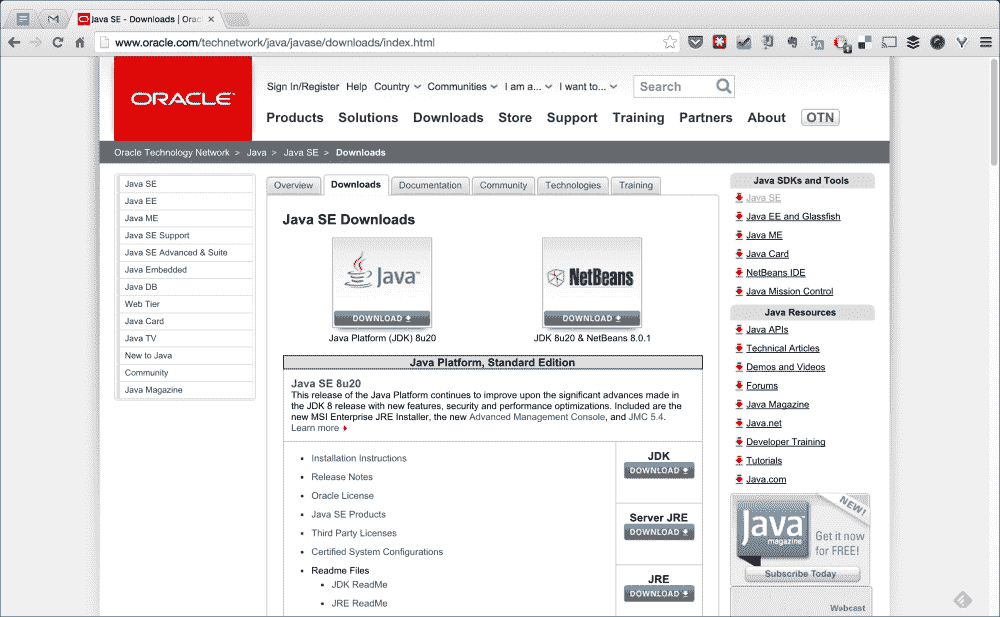 Java SE - Downloads | Orac
www.oracle.com/technetwork/java/javase/downloads/index.html
ORACLE
Sign In/Register Help Country Communities I am a... I want to... Search
Products Solutions Downloads Store Support Training Partners About OTN
Oracle Technology Network > Java > Java SE > Downloads
Java SE
Java EE
Java ME
Java SE Support
Java SE Advanced & Suite
Java Embedded
Java DB
Web Tier
Java Card
Java TV
New to Java
Community
Java Magazine
Overview Downloads Documentation Community Technologies Training
Java SE Downloads
Java
DOWNLOAD
Java Platform (JDK) 8u20
NetBeans
DOWNLOAD
JDK 8u20 & NetBeans 8.0.1
Java Platform, Standard Edition
Java SE 8u20
This release of the Java Platform continues to improve upon the significant advances made in
the JDK 8 release with new features, security and performance optimizations. Included are the
new MSI Enterprise JRE Installer, the new Advanced Management Console, and JMC 5.4.
Learn more
Installation Instructions
Release Notes
Oracle License
Java SE Products
Third Party Licenses
Certified System Configurations
Readme Files
JDK ReadMe
JRE ReadMe
JDK
DOWNLOAD
Server JRE
DOWNLOAD
JRE
DOWNLOAD
Java SDKs and Tools
Java SE
Java EE and Glassfish
Java ME
Java Card
NetBeans IDE
Java Mission Control
Java Resources
Java APIs
Technical Articles
Demos and Videos
Forums
Java Magazine
Java.net
Developer Training
Tutorials
Java.com
NEW!
Java
magazine
Get it now
for FREE!
Subscribe Today
Webcast